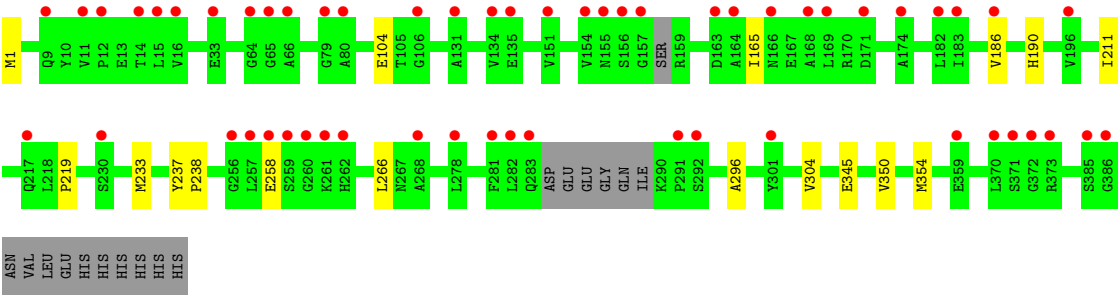 M1 Q9 Y10 V11 P12 E13 T14 L15 V16 E33 G64 G65 A66 G79 A80 E104 T105 G106 A131 V134 E135 V151 V154 N155 S156 G157 SER R159 D163 A164 I165 N166 E167 A168 L169 R170 D171 A174 L182 I183 V186 H190 V196 I211
Q217 L218 P219 S230 M233 Y237 P238 G256 L257 E258 S259 G260 K261 H262 L266 N267 A268 L278 F281 L282 Q283 ASP GLU GLU GLY GLN ILE K290 P291 S292 A296 Y301 V304 E345 V350 M354 E359 L370 S371 G372 R373 S385 G386
ASN VAL LEU GLU HIS HIS HIS HIS HIS HIS